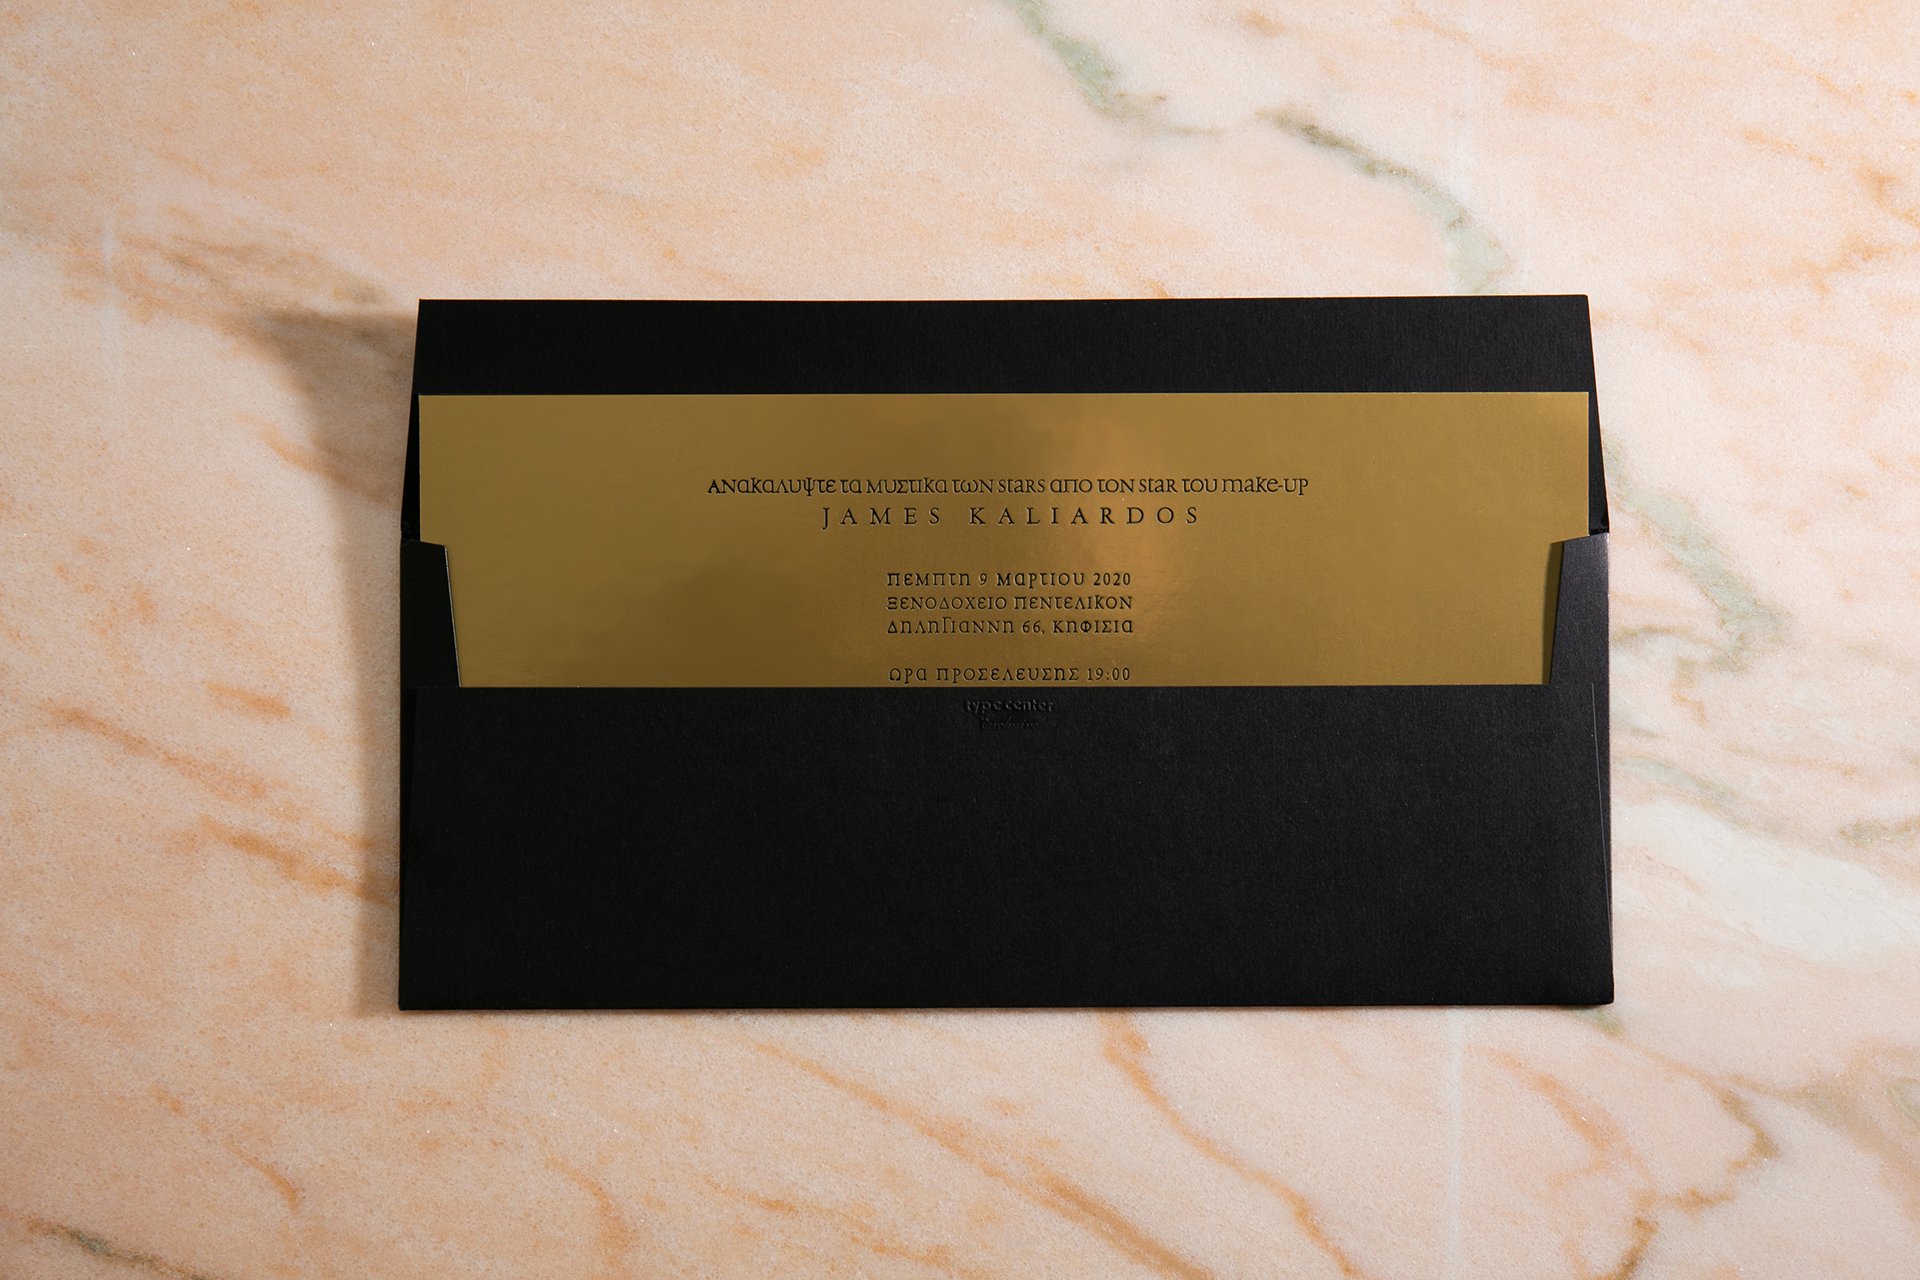 ΑΝακαλυψτε τα ΜΥΣτικα των stars απο τον star του make-up
JAMES KALIARDOS
ΠΕΜΠτη 9 Μαρτιου 2020
ΞΕΝΟΔΟΧΕΙΟ ΠΕΝτΕΛΙΚΟΝ
ΔηληΓΙαΝΝη 66, ΚηΦΙΣΙα
ΩΡα ΠΡΟΣΕΛΕΥΣης 19:00
type center
Exclusive